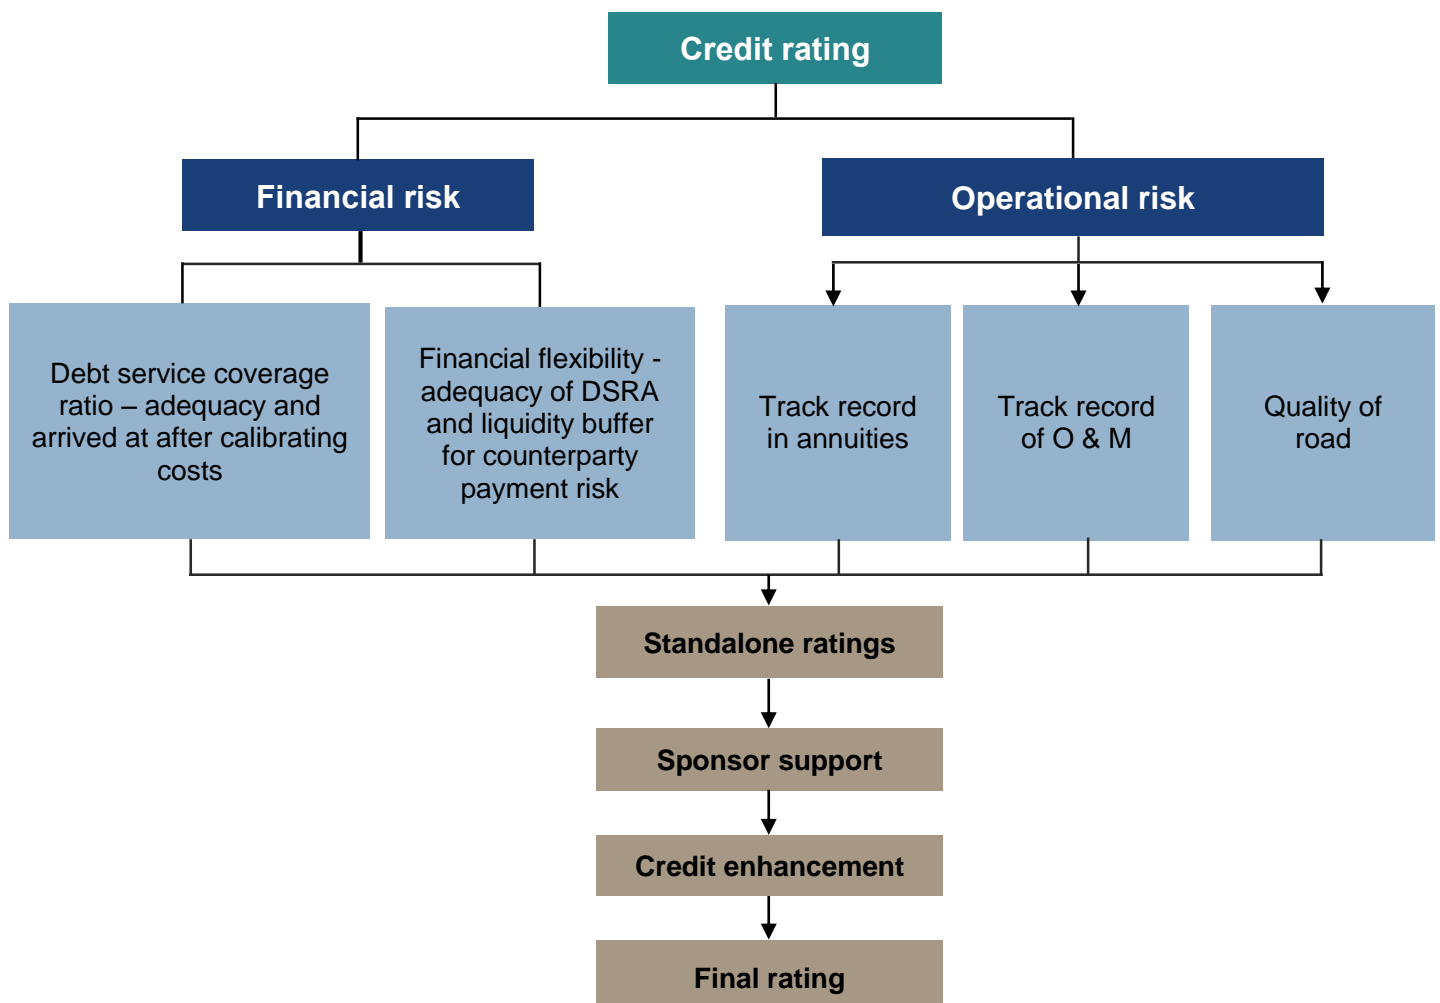 Credit rating
Financial risk
Operational risk
Debt service coverage
ratio – adequacy and
arrived at after calibrating
costs
Financial flexibility -
adequacy of DSRA
and liquidity buffer
for counterparty
payment risk
Track record
in annuities
Track record
of O & M
Quality of
road
Standalone ratings
Sponsor support
Credit enhancement
Final rating